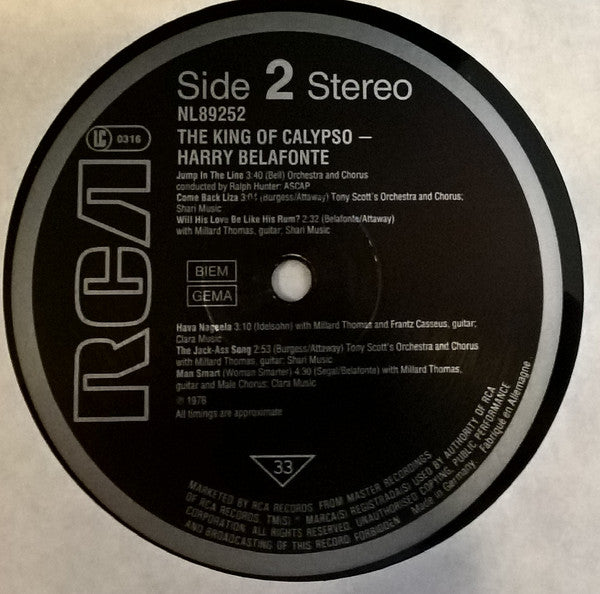 RCA
LC 0316
Side 2 Stereo
NL89252
THE KING OF CALYPSO –
HARRY BELAFONTE
Jump In The Line 3:40 (Bell) Orchestra and Chorus
conducted by Ralph Hunter; ASCAP
Come Back Liza (Burgess/Attaway) Tony Scott's Orchestra and Chorus;
Shari Music
Will His Love Be Like His Rum? 2:32 (Belafonte/Attaway)
with Millard Thomas, guitar; Shari Music
BIEM
GEMA
Hava Nageela 3:10 (Idelsohn) with Millard Thomas and Frantz Casseus, guitar;
Clara Music
The Jack-Ass Song 2:53 (Burgess/Attaway) Tony Scott's Orchestra and Chorus
with Millard Thomas, guitar; Shari Music
Man Smart (Woman Smarter) 4:30 (Segal/Belafonte) with Millard Thomas,
guitar and Male Chorus; Clara Music
℗ 1978
All timings are approximate
33
MARKETED BY RCA RECORDS. FROM MASTER RECORDINGS
OF RCA RECORDS. TM(S) ® MARCA(S) REGISTRADA(S) USED BY AUTHORITY OF RCA
CORPORATION. ALL RIGHTS RESERVED. UNAUTHORISED COPYING, PUBLIC PERFORMANCE
AND BROADCASTING OF THIS RECORD FORBIDDEN
Made in Germany Fabriqué en Allemagne